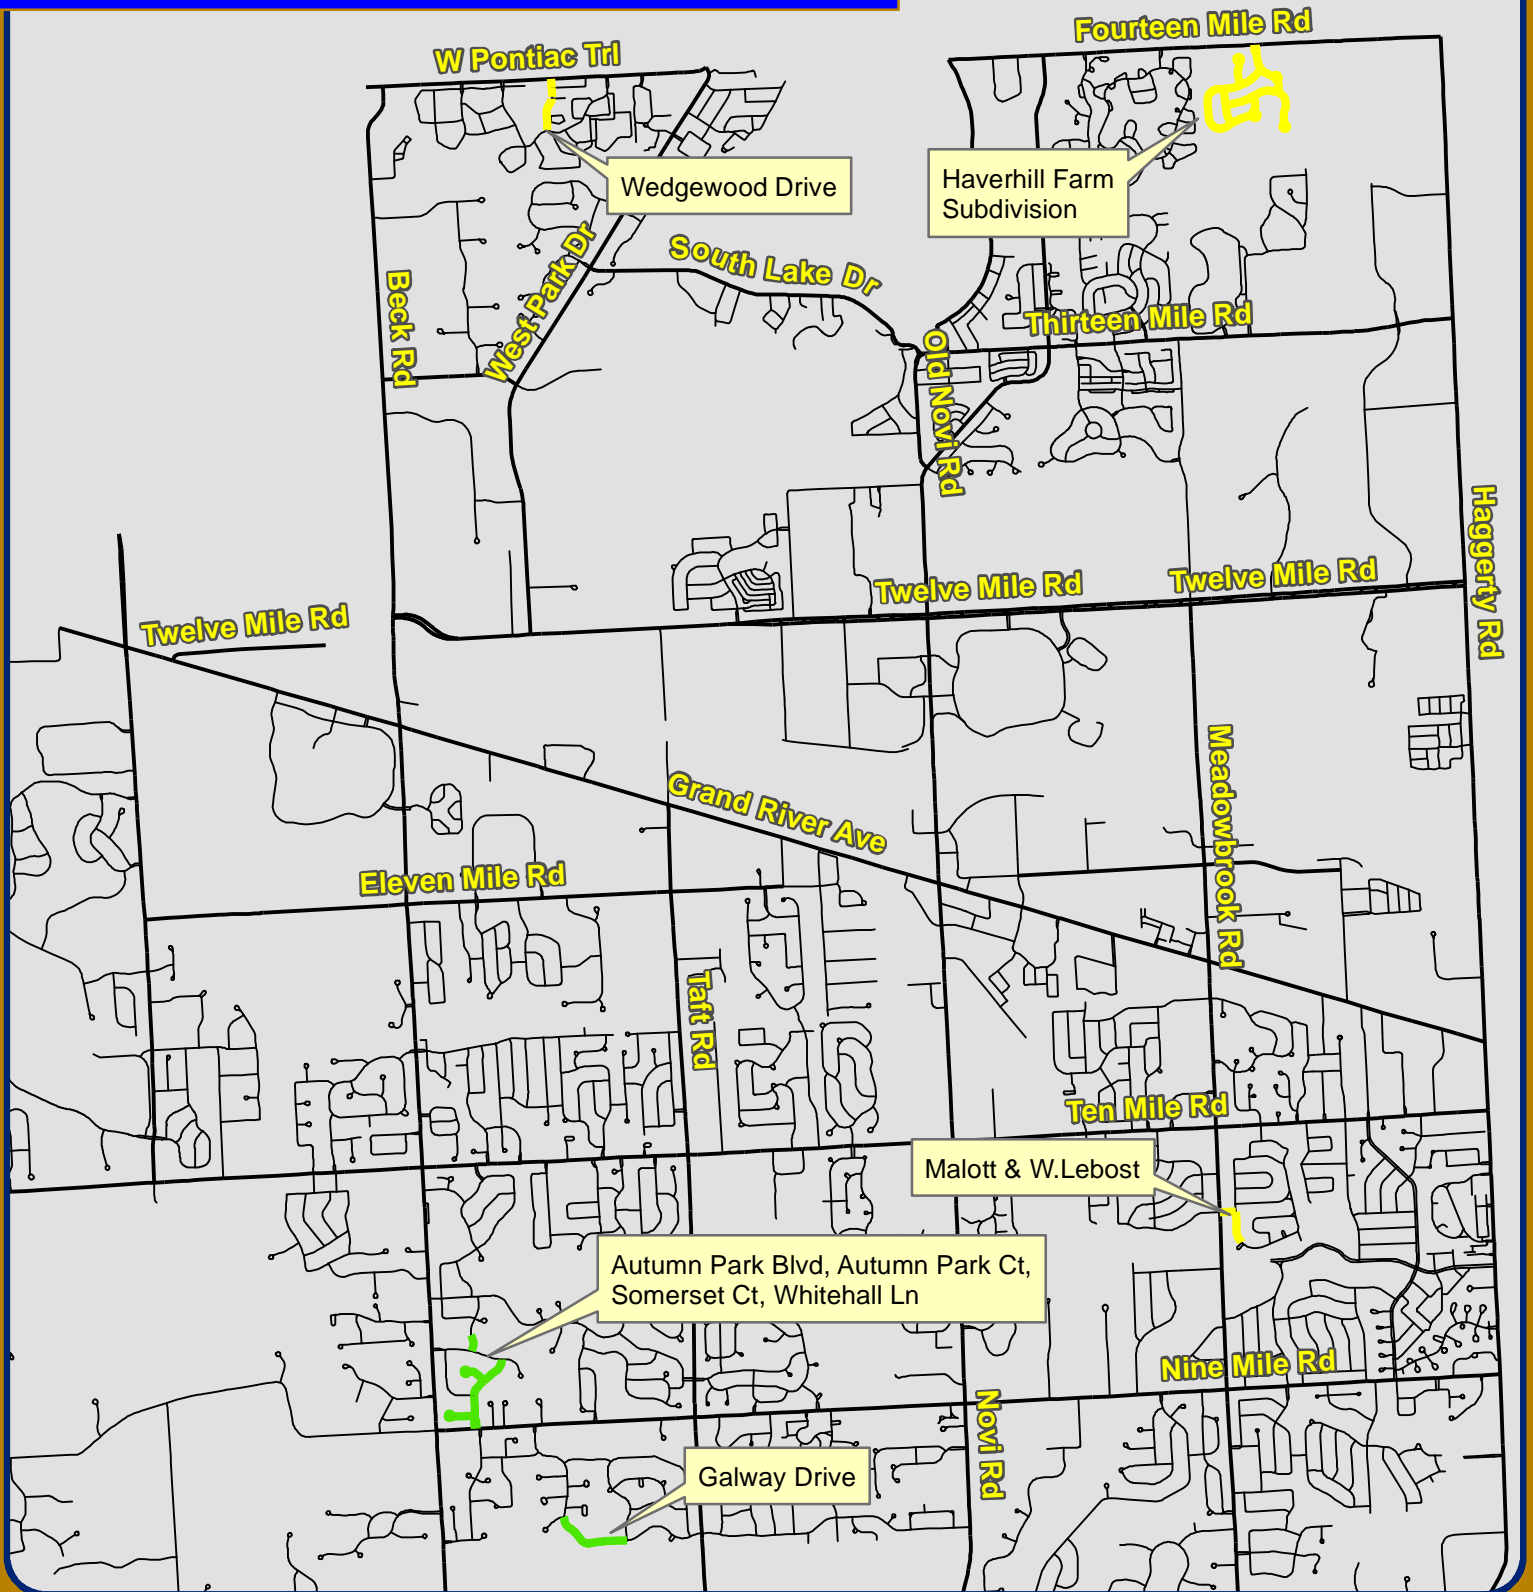 Fourteen Mile Rd
W Pontiac Trl
Wedgewood Drive
Haverhill Farm
Subdivision
South Lake Dr
West Park Dr
Beck Rd
Thirteen Mile Rd
Old Novi Rd
Haggerty Rd
Twelve Mile Rd
Twelve Mile Rd
Twelve Mile Rd
Meadowbrook Rd
Grand River Ave
Eleven Mile Rd
Taft Rd
Ten Mile Rd
Malott & W.Lebost
Autumn Park Blvd, Autumn Park Ct,
Somerset Ct, Whitehall Ln
Nine Mile Rd
Novi Rd
Galway Drive